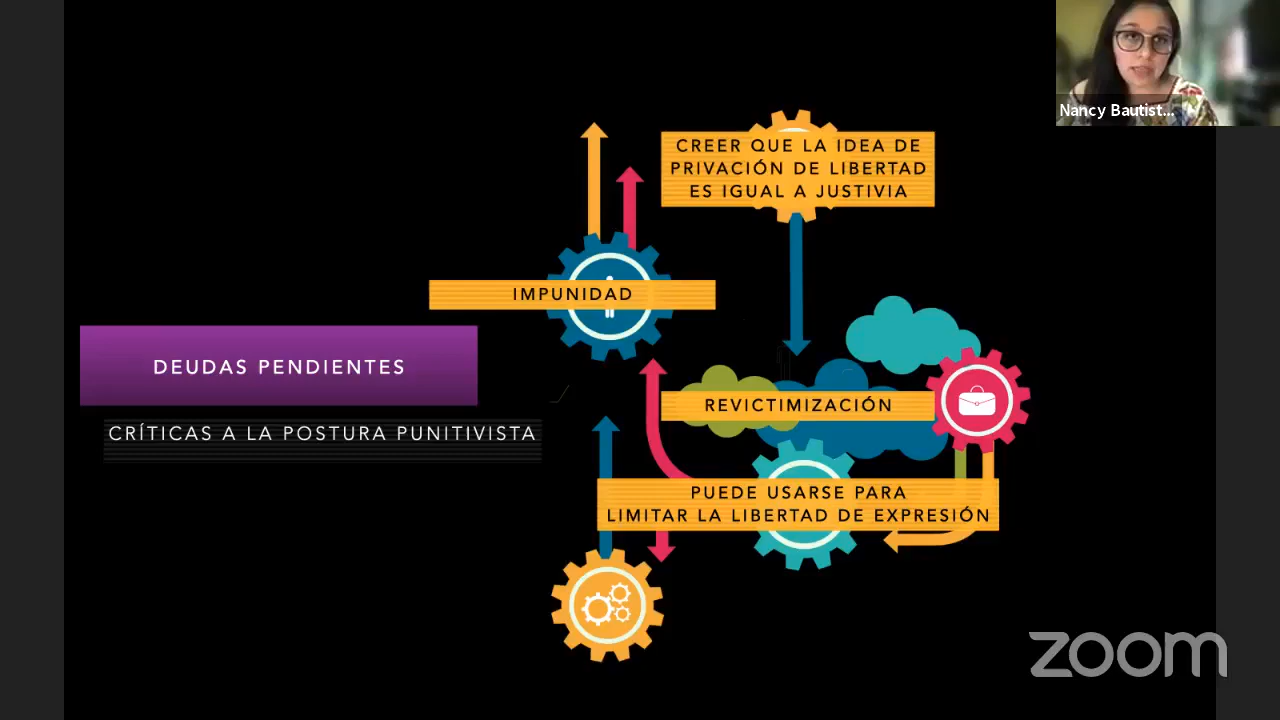 Nancy Bautist...
CREER QUE LA IDEA DE
PRIVACIÓN DE LIBERTAD
ES IGUAL A JUSTIVIA
IMPUNIDAD
DEUDAS PENDIENTES
CRÍTICAS A LA POSTURA PUNITIVISTA
REVICTIMIZACIÓN
PUEDE USARSE PARA
LIMITAR LA LIBERTAD DE EXPRESIÓN
zoom